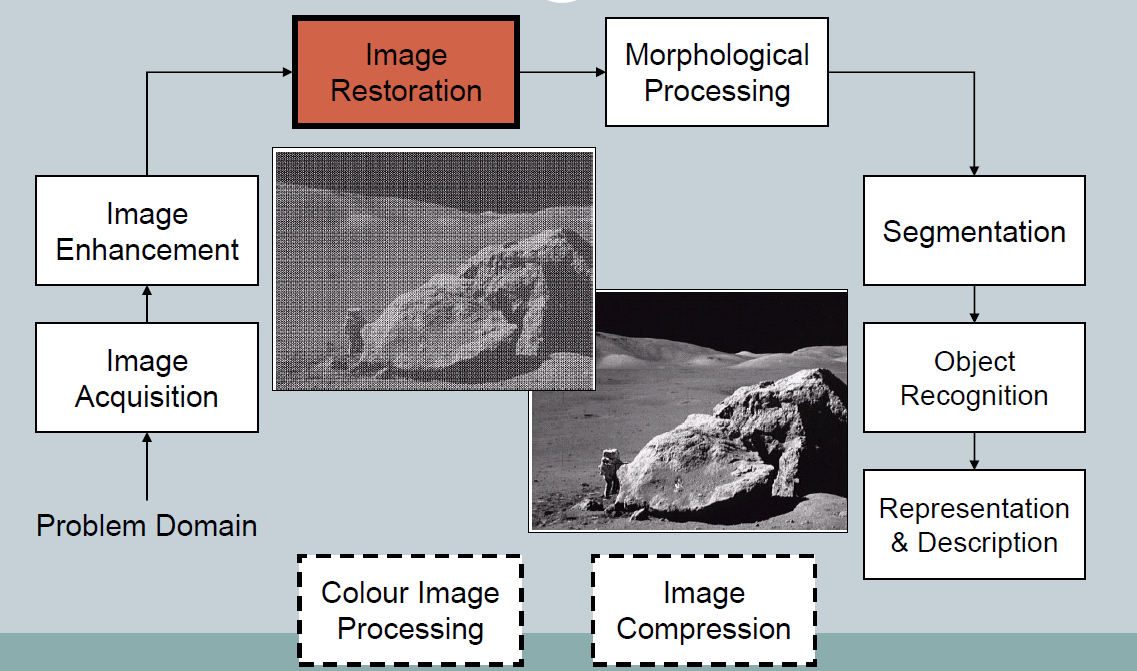 Image
Restoration
Morphological
Processing
Image
Enhancement
Segmentation
Image
Acquisition
Object
Recognition
Problem Domain
Representation
& Description
Colour Image
Processing
Image
Compression